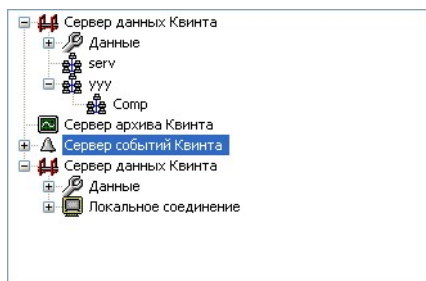 Сервер данных Квинта
Данные
serv
yyy
Comp
Сервер архива Квинта
Сервер событий Квинта
Сервер данных Квинта
Данные
Локальное соединение